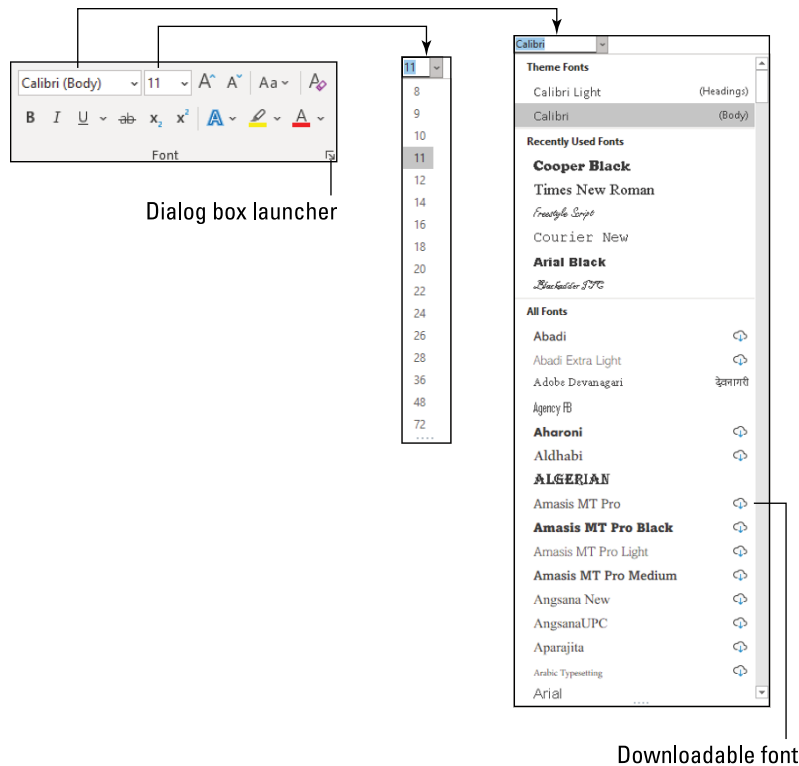 Calibri (Body) 11 A A Aa A
B I U ab x2 x2 A A
Font
Dialog box launcher
11
8
9
10
11
12
14
16
18
20
22
24
26
28
36
48
72
Calibri
Theme Fonts
Calibri Light (Headings)
Calibri (Body)
Recently Used Fonts
Cooper Black
Times New Roman
Freestyle Script
Courier New
Arial Black
Blackadder ITC
All Fonts
Abadi
Abadi Extra Light
Adobe Devanagari देवनागरी
Agency FB
Aharoni
Aldhabi
ALGERIAN
Amasis MT Pro
Amasis MT Pro Black
Amasis MT Pro Light
Amasis MT Pro Medium
Angsana New
AngsanaUPC
Aparajita
Arabic Typesetting
Arial
Downloadable font